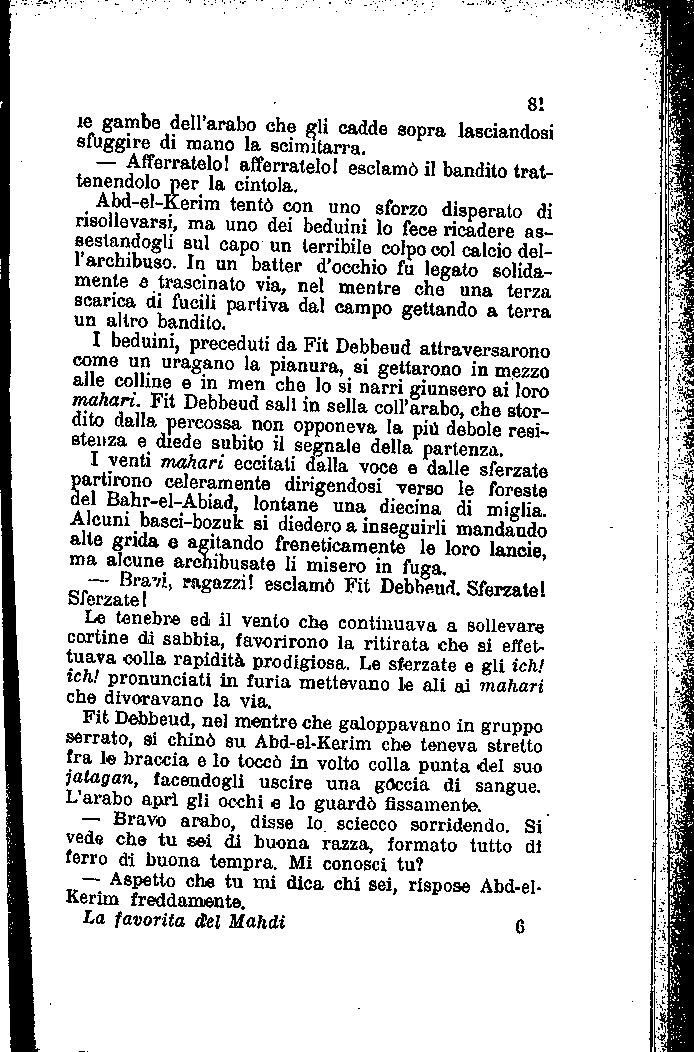 81
le gambe dell'arabo che gli cadde sopra lasciandosi
sfuggire di mano la scimitarra.
— Afferratelo! afferratelo! esclamò il bandito trat-
tenendolo per la cintola.
Abd-el-Kerim tentò con uno sforzo disperato di
risollevarsi, ma uno dei beduini lo fece ricadere as-
sestandogli sul capo un terribile colpo col calcio del-
l'archibuso. In un batter d'occhio fu legato solida-
mente e trascinato via, nel mentre che una terza
scarica di fucili partiva dal campo gettando a terra
un altro bandito.
I beduini, preceduti da Fit Debbeud attraversarono
come un uragano la pianura, si gettarono in mezzo
alle colline e in men che lo si narri giunsero ai loro
mahari. Fit Debbeud salì in sella coll'arabo, che stor-
dito dalla percossa non opponeva la più debole resi-
stenza e diede subito il segnale della partenza.
I venti mahari eccitati dalla voce e dalle sferzate
partirono celeramente dirigendosi verso le foreste
del Bahr-el-Abiad, lontane una diecina di miglia.
Alcuni basci-bozuk si diedero a inseguirli mandando
alte grida e agitando freneticamente le loro lancie,
ma alcune archibusate li misero in fuga.
— Bravi, ragazzi! esclamò Fit Debbeud. Sferzate!
Sferzate!
Le tenebre ed il vento che continuava a sollevare
cortine di sabbia, favorirono la ritirata che si effet-
tuava colla rapidità prodigiosa. Le sferzate e gli ich!
ich! pronunciati in furia mettevano le ali ai mahari
che divoravano la via.
Fit Debbeud, nel mentre che galoppavano in gruppo
serrato, si chinò su Abd-el-Kerim che teneva stretto
fra le braccia e lo toccò in volto colla punta del suo
jatagan, facendogli uscire una goccia di sangue.
L'arabo aprì gli occhi e lo guardò fissamente.
— Bravo arabo, disse lo sciecco sorridendo. Si
vede che tu sei di buona razza, formato tutto di
ferro di buona tempra. Mi conosci tu?
— Aspetto che tu mi dica chi sei, rispose Abd-el-
Kerim freddamente.
La favorita del Mahdi 6